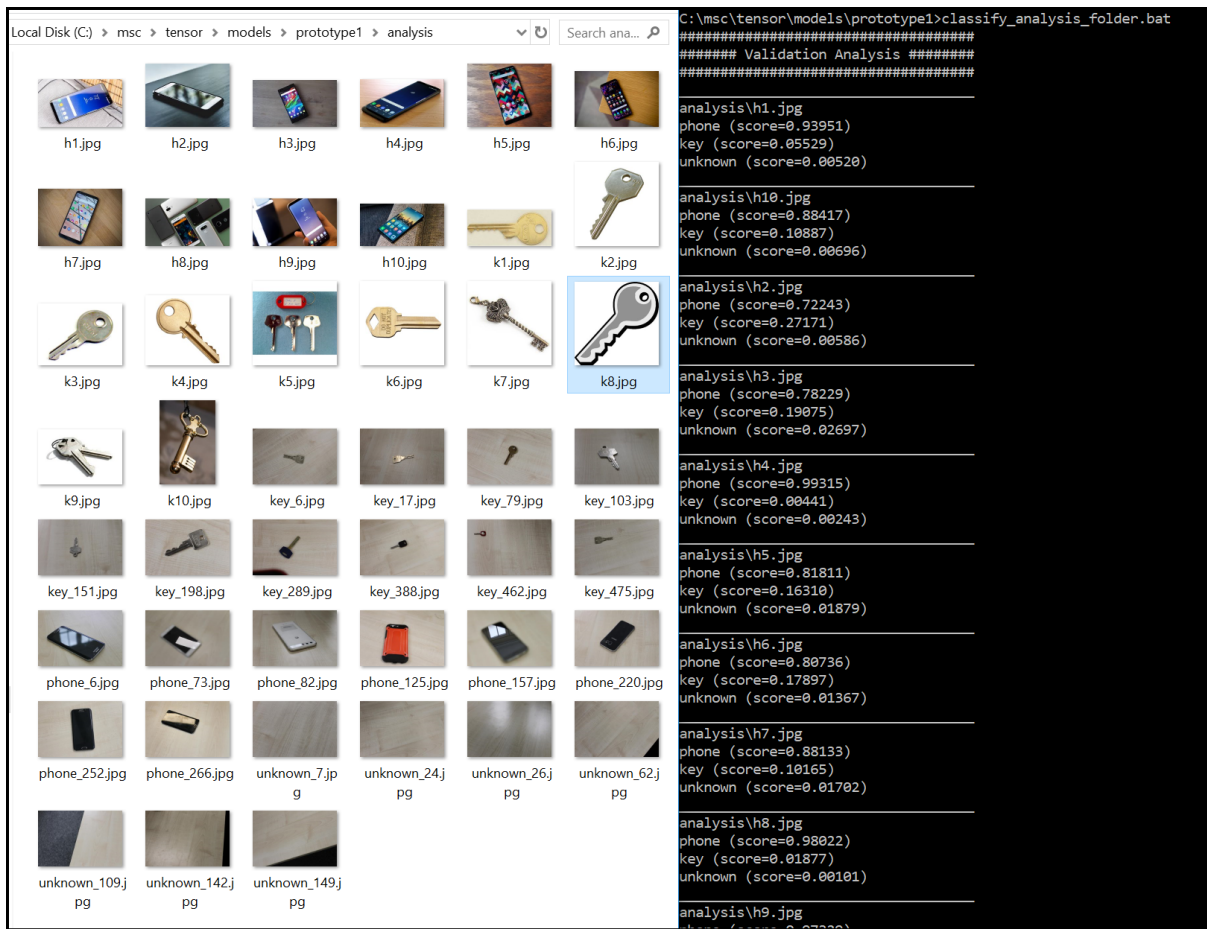 Local Disk (C:) > msc > tensor > models > prototype1 > analysis
Search ana...
h1.jpg h2.jpg h3.jpg h4.jpg h5.jpg h6.jpg
h7.jpg h8.jpg h9.jpg h10.jpg k1.jpg k2.jpg
k3.jpg k4.jpg k5.jpg k6.jpg k7.jpg k8.jpg
k9.jpg k10.jpg key_6.jpg key_17.jpg key_79.jpg key_103.jpg
key_151.jpg key_198.jpg key_289.jpg key_388.jpg key_462.jpg key_475.jpg
phone_6.jpg phone_73.jpg phone_82.jpg phone_125.jpg phone_157.jpg phone_220.jpg
phone_252.jpg phone_266.jpg unknown_7.jpg unknown_24.jpg unknown_26.jpg unknown_62.jpg
unknown_109.jpg unknown_142.jpg unknown_149.jpg
C:\msc\tensor\models\prototype1>classify_analysis_folder.bat
####################################
####### Validation Analysis ########
####################################
analysis\h1.jpg
phone (score=0.93951)
key (score=0.05529)
unknown (score=0.00520)
analysis\h10.jpg
phone (score=0.88417)
key (score=0.10887)
unknown (score=0.00696)
analysis\h2.jpg
phone (score=0.72243)
key (score=0.27171)
unknown (score=0.00586)
analysis\h3.jpg
phone (score=0.78229)
key (score=0.19075)
unknown (score=0.02697)
analysis\h4.jpg
phone (score=0.99315)
key (score=0.00441)
unknown (score=0.00243)
analysis\h5.jpg
phone (score=0.81811)
key (score=0.16310)
unknown (score=0.01879)
analysis\h6.jpg
phone (score=0.80736)
key (score=0.17897)
unknown (score=0.01367)
analysis\h7.jpg
phone (score=0.88133)
key (score=0.10165)
unknown (score=0.01702)
analysis\h8.jpg
phone (score=0.98022)
key (score=0.01877)
unknown (score=0.00101)
analysis\h9.jpg